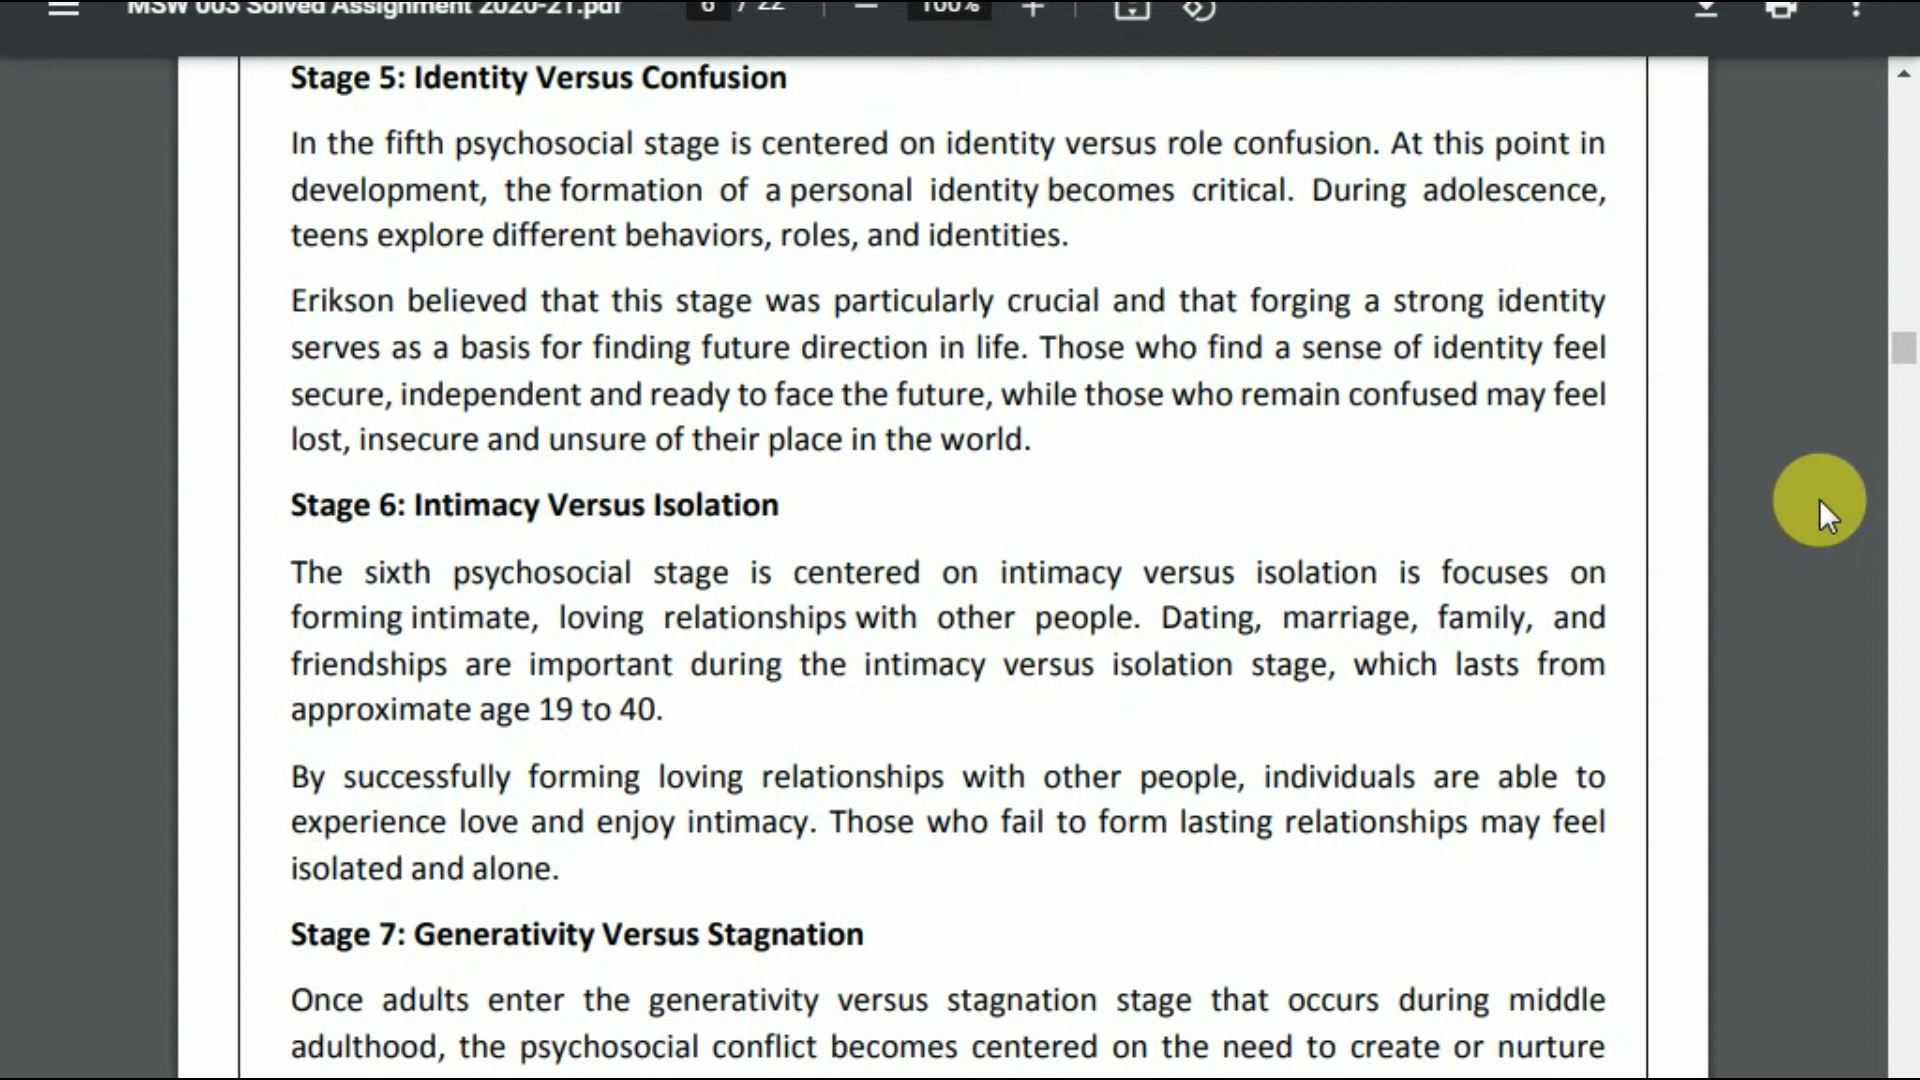 MSW 003 Solved Assignment 2020-21.pdf 6 / 22 100%
Stage 5: Identity Versus Confusion
In the fifth psychosocial stage is centered on identity versus role confusion. At this point in
development, the formation of a personal identity becomes critical. During adolescence,
teens explore different behaviors, roles, and identities.
Erikson believed that this stage was particularly crucial and that forging a strong identity
serves as a basis for finding future direction in life. Those who find a sense of identity feel
secure, independent and ready to face the future, while those who remain confused may feel
lost, insecure and unsure of their place in the world.
Stage 6: Intimacy Versus Isolation
The sixth psychosocial stage is centered on intimacy versus isolation is focuses on
forming intimate, loving relationships with other people. Dating, marriage, family, and
friendships are important during the intimacy versus isolation stage, which lasts from
approximate age 19 to 40.
By successfully forming loving relationships with other people, individuals are able to
experience love and enjoy intimacy. Those who fail to form lasting relationships may feel
isolated and alone.
Stage 7: Generativity Versus Stagnation
Once adults enter the generativity versus stagnation stage that occurs during middle
adulthood, the psychosocial conflict becomes centered on the need to create or nurture